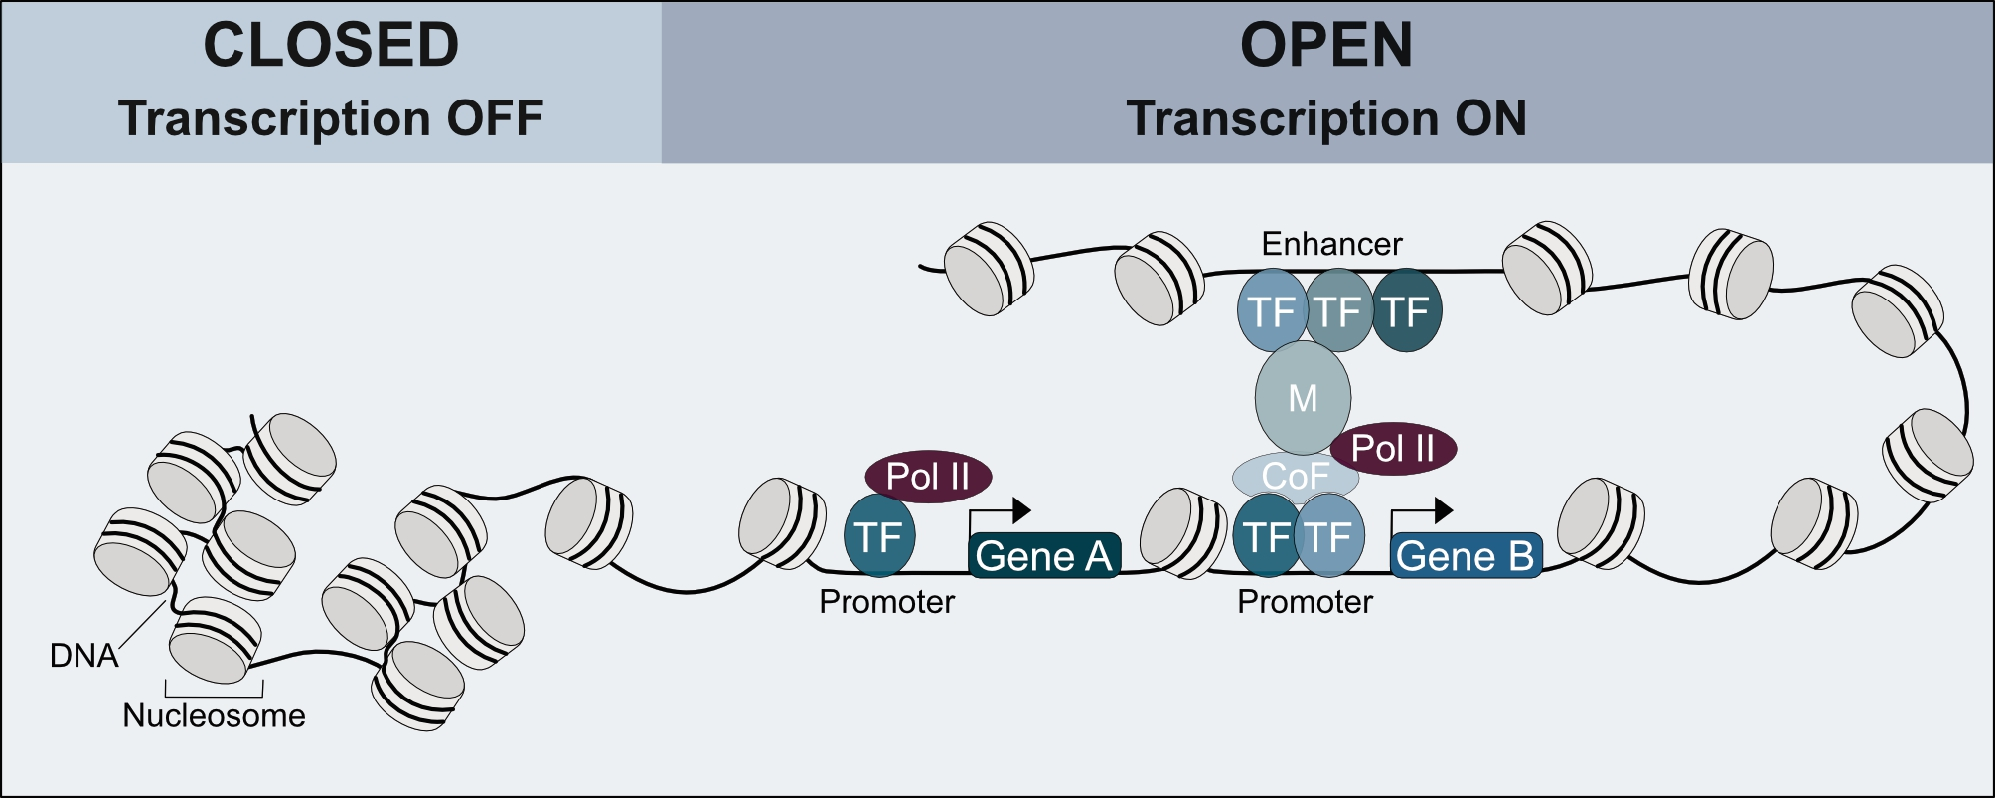 CLOSED
Transcription OFF
OPEN
Transcription ON
Enhancer
TF TF TF
M
Pol II
CoF
TF TF
Gene B
Promoter
Pol II
TF
Gene A
Promoter
DNA
Nucleosome